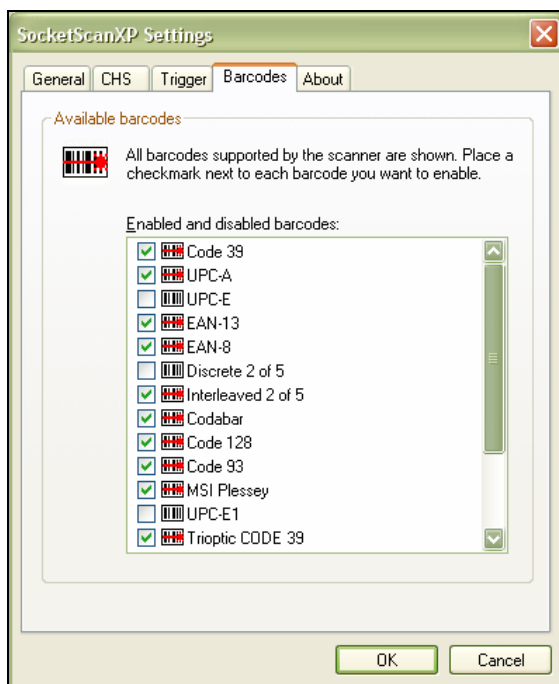 SocketScanXP Settings
General CHS Trigger Barcodes About
Available barcodes
All barcodes supported by the scanner are shown. Place a
checkmark next to each barcode you want to enable.
Enabled and disabled barcodes:
Code 39
UPC-A
UPC-E
EAN-13
EAN-8
Discrete 2 of 5
Interleaved 2 of 5
Codabar
Code 128
Code 93
MSI Plessey
UPC-E1
Trioptic CODE 39
OK Cancel